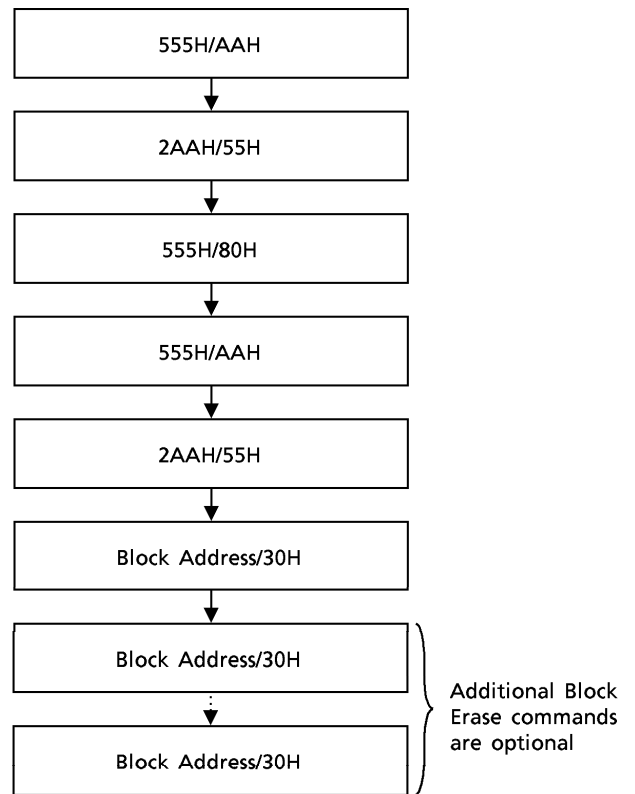 555H/AAH
2AAH/55H
555H/80H
555H/AAH
2AAH/55H
Block Address/30H
Block Address/30H
Block Address/30H
Additional Block
Erase commands
are optional